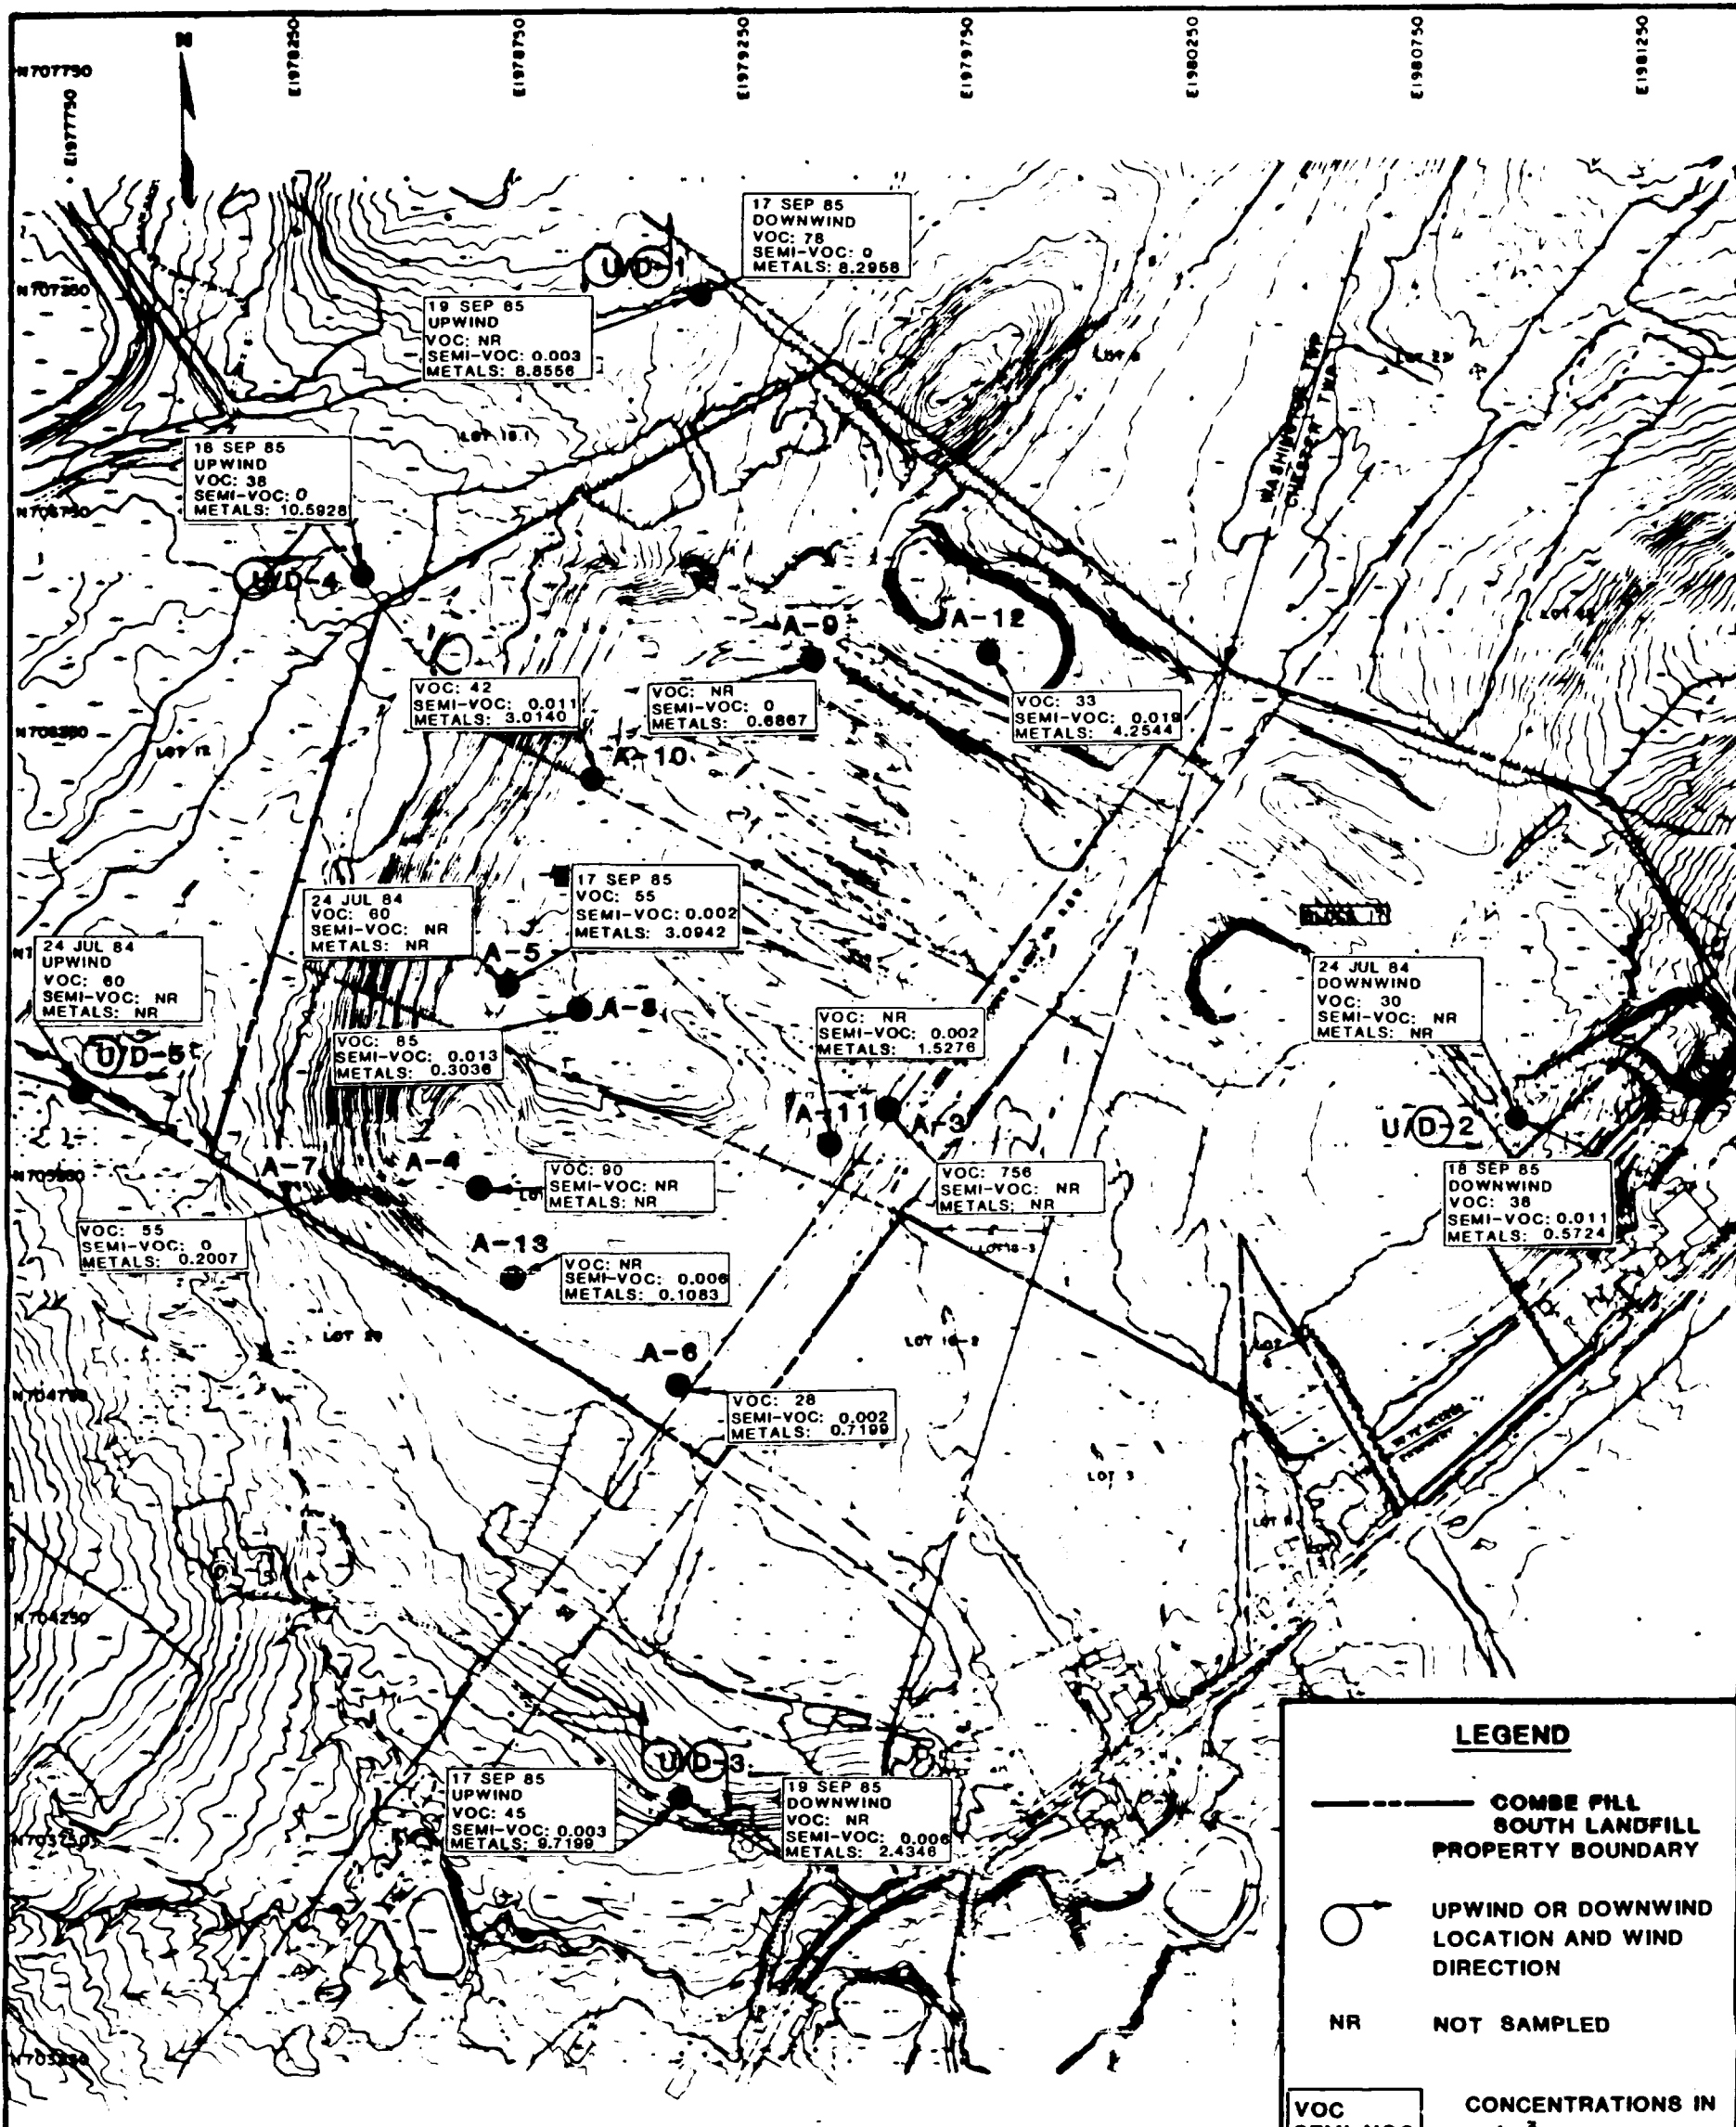 E1977750
E1978250
E1978750
E1979250
E1979750
E1980250
E1980750
E1981250
N
N707750
17 SEP 85
DOWNWIND
VOC: 78
SEMI-VOC: 0
METALS: 8.2958
U/D-1
19 SEP 85
UPWIND
VOC: NR
SEMI-VOC: 0.003
METALS: 8.8556
WASHINGTON TWP
CHESTER TWP
18 SEP 85
UPWIND
VOC: 38
SEMI-VOC: 0
METALS: 10.5928
U/D-4
A-9
A-12
VOC: 42
SEMI-VOC: 0.011
METALS: 3.0140
VOC: NR
SEMI-VOC: 0
METALS: 0.6867
VOC: 33
SEMI-VOC: 0.019
METALS: 4.2544
LOT 12
A-10
24 JUL 84
VOC: 60
SEMI-VOC: NR
METALS: NR
17 SEP 85
VOC: 55
SEMI-VOC: 0.002
METALS: 3.0942
A-5
24 JUL 84
UPWIND
VOC: 60
SEMI-VOC: NR
METALS: NR
U/D-5
A-8
VOC: 85
SEMI-VOC: 0.013
METALS: 0.3036
VOC: NR
SEMI-VOC: 0.002
METALS: 1.5276
24 JUL 84
DOWNWIND
VOC: 30
SEMI-VOC: NR
METALS: NR
A-11
A-3
U/D-2
A-7
A-4
VOC: 90
SEMI-VOC: NR
METALS: NR
VOC: 756
SEMI-VOC: NR
METALS: NR
18 SEP 85
DOWNWIND
VOC: 38
SEMI-VOC: 0.011
METALS: 0.5724
VOC: 55
SEMI-VOC: 0
METALS: 0.2007
A-13
VOC: NR
SEMI-VOC: 0.006
METALS: 0.1083
A-6
VOC: 28
SEMI-VOC: 0.002
METALS: 0.7199
LOT 3
N704250
U/D-3
17 SEP 85
UPWIND
VOC: 45
SEMI-VOC: 0.003
METALS: 9.7199
19 SEP 85
DOWNWIND
VOC: NR
SEMI-VOC: 0.006
METALS: 2.4346
LEGEND
COMBE FILL
SOUTH LANDFILL
PROPERTY BOUNDARY
UPWIND OR DOWNWIND
LOCATION AND WIND
DIRECTION
NR NOT SAMPLED
VOC
CONCENTRATIONS IN